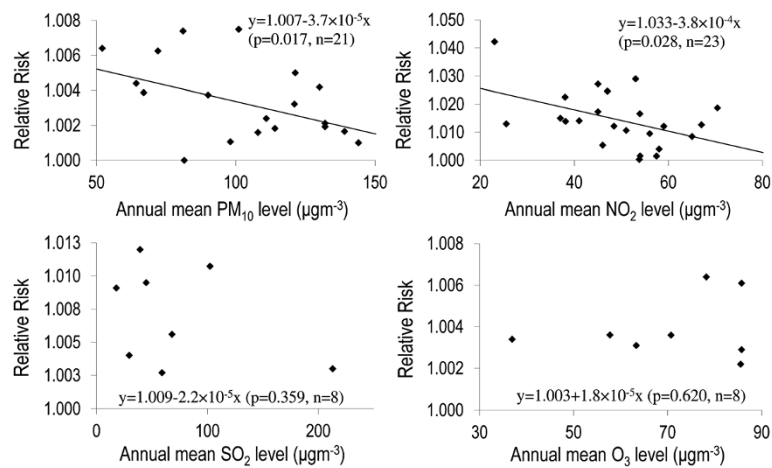 1.008
1.006
1.004
1.002
1.000
Relative Risk
y=1.007-3.7×10-5x
(p=0.017, n=21)
50
100
150
Annual mean PM10 level (µgm-3)
1.050
1.040
1.030
1.020
1.010
1.000
Relative Risk
y=1.033-3.8×10-4x
(p=0.028, n=23)
20
40
60
80
Annual mean NO2 level (µgm-3)
1.013
1.010
1.008
1.005
1.003
1.000
Relative Risk
y=1.009-2.2×10-5x (p=0.359, n=8)
0
100
200
Annual mean SO2 level (µgm-3)
1.008
1.006
1.004
1.002
1.000
Relative Risk
y=1.003+1.8×10-5x (p=0.620, n=8)
30
50
70
90
Annual mean O3 level (µgm-3)